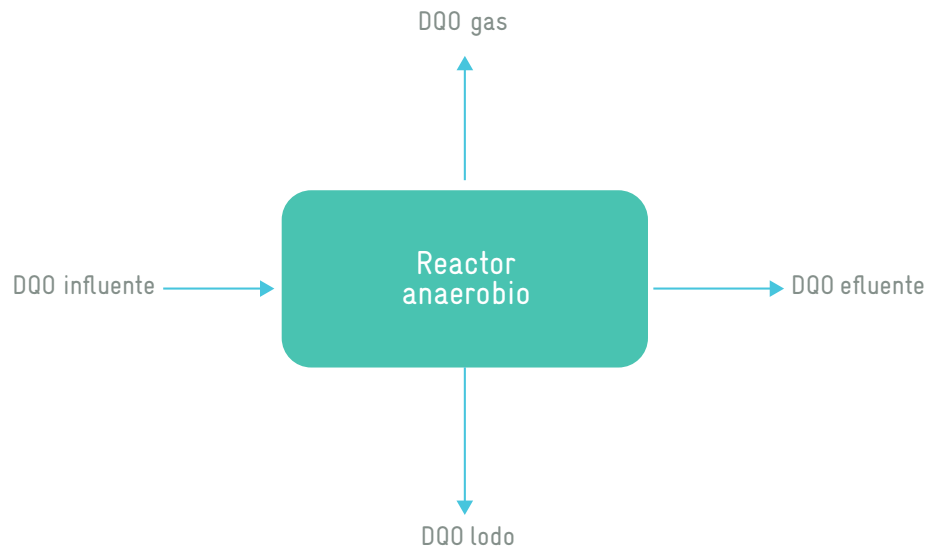 DQO gas
Reactor
anaerobio
DQO influente
DQO efluente
DQO lodo